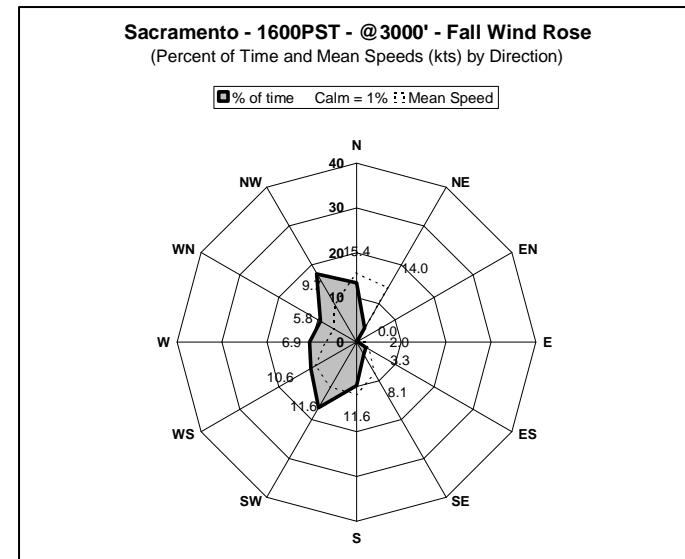 Sacramento - 1600PST - @3000' - Fall Wind Rose
(Percent of Time and Mean Speeds (kts) by Direction)
% of time Calm = 1% Mean Speed
N
40
NW
NE
30
WN
EN
20
15.4
14.0
9.
10
5.8
0.0
W
6.9
0
2.0
E
3.3
10.6
8.1
11.6
11.6
WS
ES
SW
SE
S